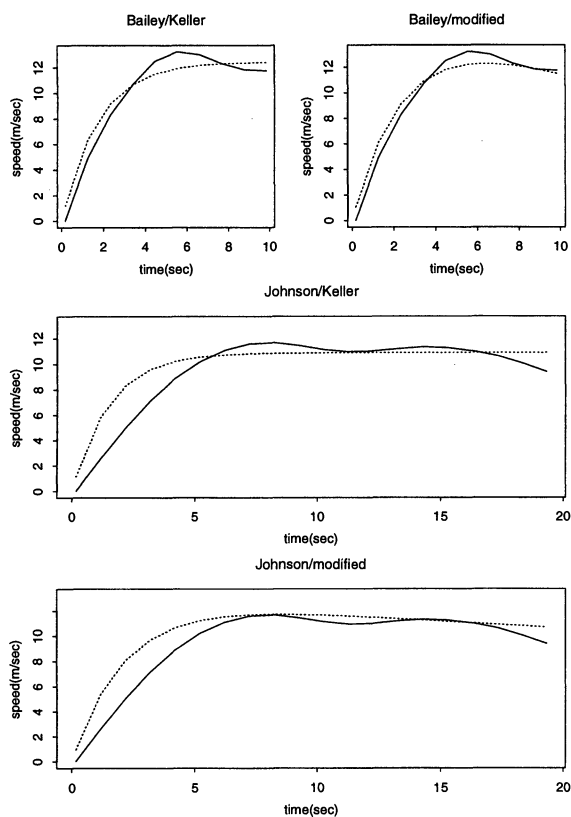 Bailey/Keller
Bailey/modified
speed(m/sec)
0 2 4 6 8 10 12
0 2 4 6 8 10
time(sec)
speed(m/sec)
0 2 4 6 8 10 12
0 2 4 6 8 10
time(sec)
Johnson/Keller
speed(m/sec)
0 2 4 6 8 10 12
0 5 10 15 20
time(sec)
Johnson/modified
speed(m/sec)
0 2 4 6 8 10
0 5 10 15 20
time(sec)